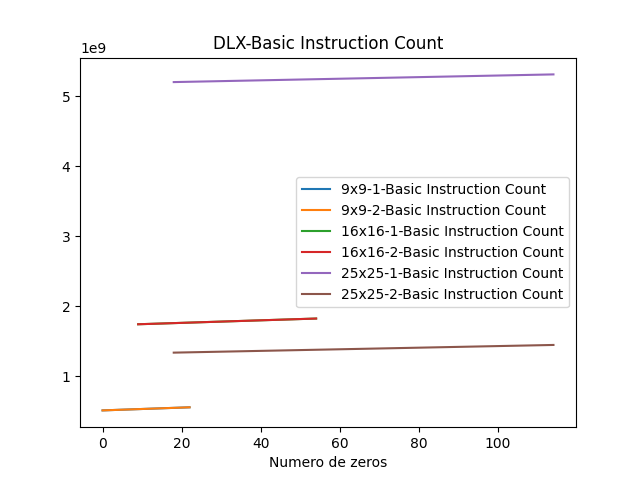 DLX-Basic Instruction Count
1e9
5
4
3
2
1
9x9-1-Basic Instruction Count
9x9-2-Basic Instruction Count
16x16-1-Basic Instruction Count
16x16-2-Basic Instruction Count
25x25-1-Basic Instruction Count
25x25-2-Basic Instruction Count
0 20 40 60 80 100
Numero de zeros